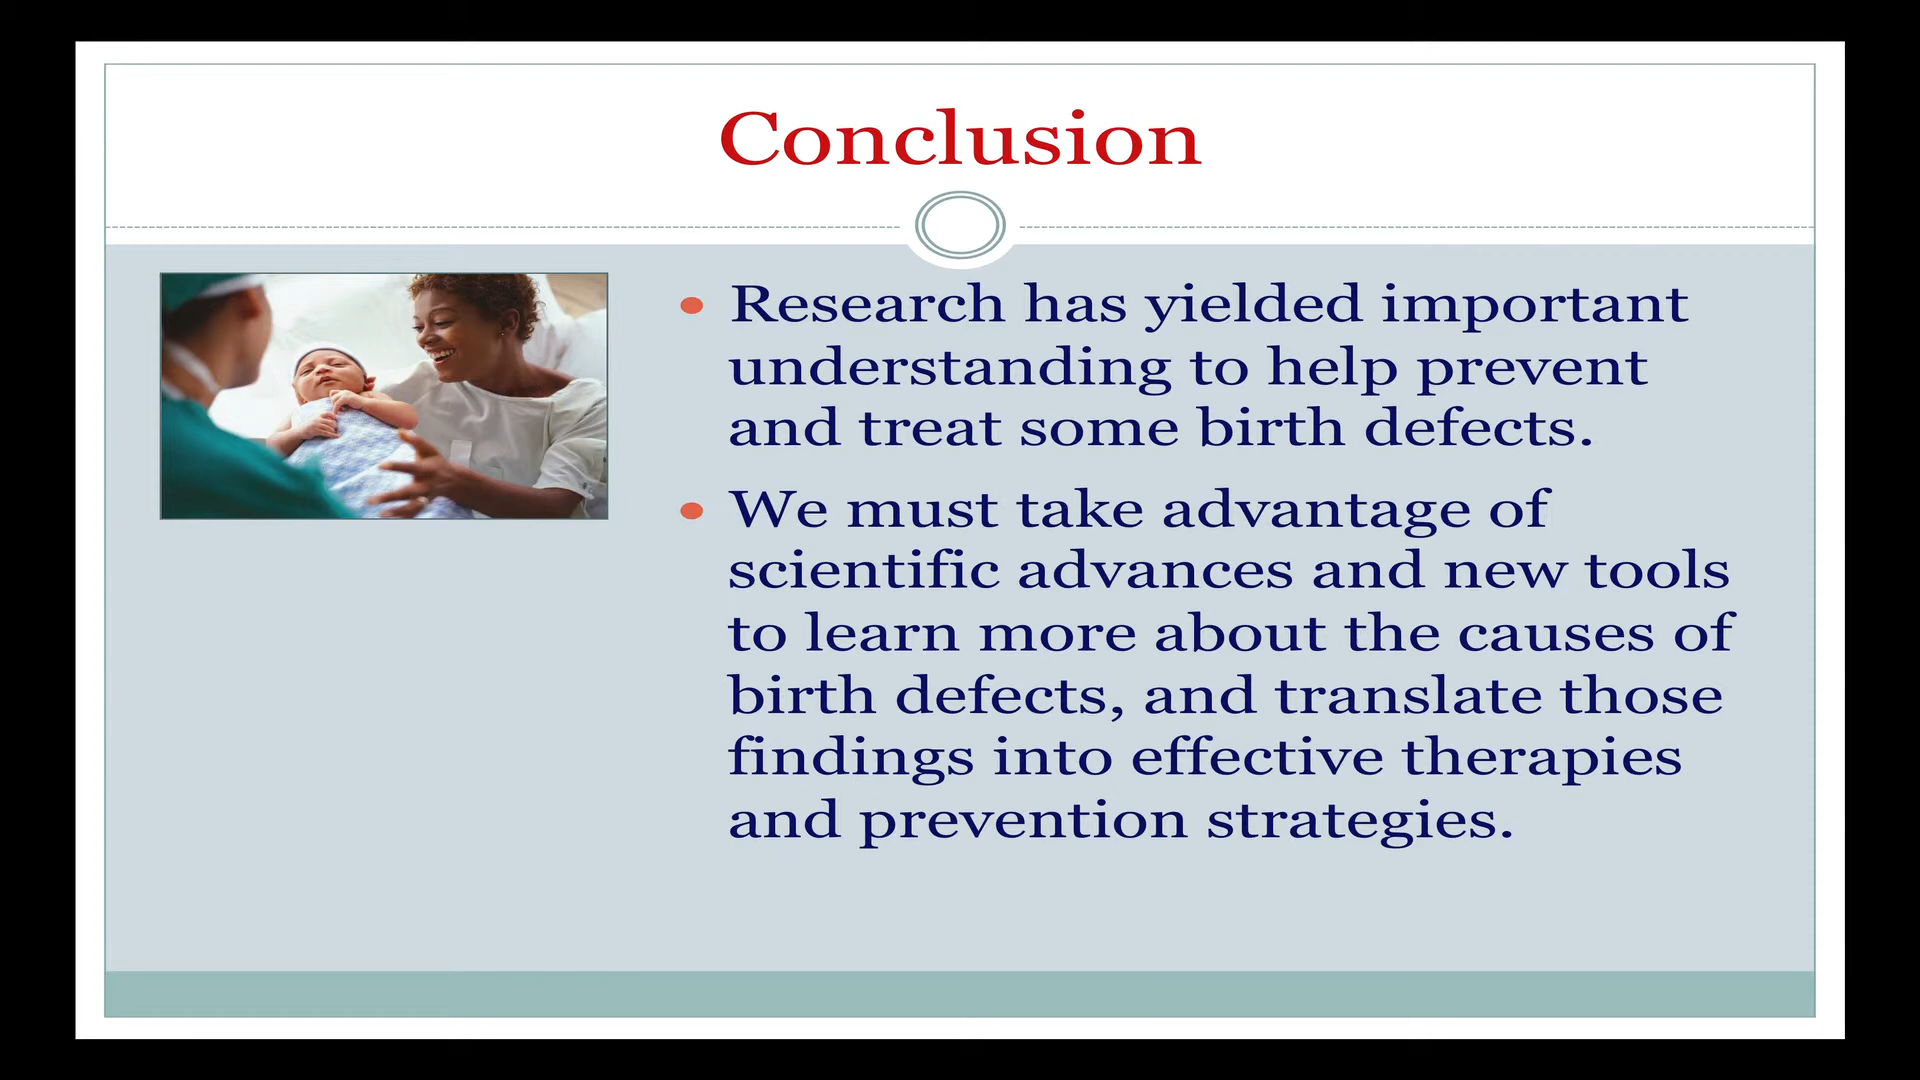 Conclusion
• Research has yielded important
understanding to help prevent
and treat some birth defects.
• We must take advantage of
scientific advances and new tools
to learn more about the causes of
birth defects, and translate those
findings into effective therapies
and prevention strategies.